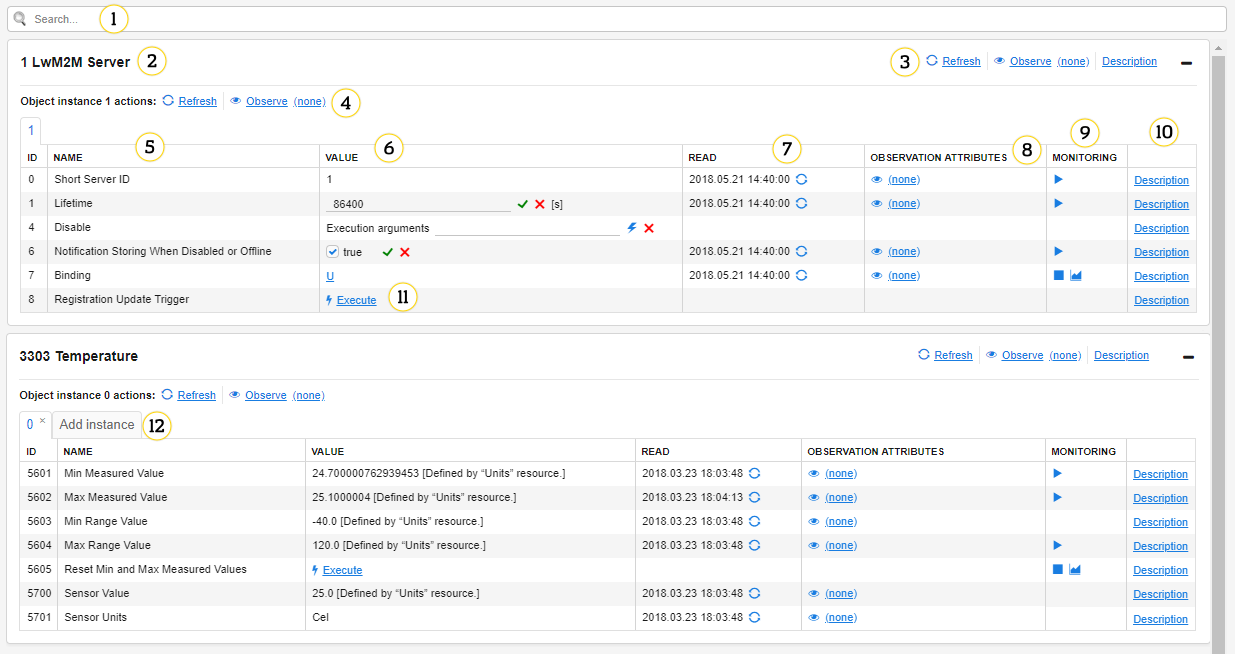 Search... 1
1 LwM2M Server 2 3 Refresh Observe (none) Description
Object instance 1 actions: Refresh Observe (none) 4
1
5 6 7 8 9 10
ID NAME VALUE READ OBSERVATION ATTRIBUTES MONITORING
0 Short Server ID 1 2018.05.21 14:40:00 (none) Description
1 Lifetime 86400 [s] 2018.05.21 14:40:00 (none) Description
4 Disable Execution arguments Description
6 Notification Storing When Disabled or Offline true 2018.05.21 14:40:00 (none) Description
7 Binding U 2018.05.21 14:40:00 (none) Description
8 Registration Update Trigger Execute 11 Description
3303 Temperature Refresh Observe (none) Description
Object instance 0 actions: Refresh Observe (none)
0 × Add instance 12
ID NAME VALUE READ OBSERVATION ATTRIBUTES MONITORING
5601 Min Measured Value 24.700000762939453 [Defined by “Units” resource.] 2018.03.23 18:03:48 (none) Description
5602 Max Measured Value 25.1000004 [Defined by “Units” resource.] 2018.03.23 18:04:13 (none) Description
5603 Min Range Value -40.0 [Defined by “Units” resource.] 2018.03.23 18:03:48 (none) Description
5604 Max Range Value 120.0 [Defined by “Units” resource.] 2018.03.23 18:03:48 (none) Description
5605 Reset Min and Max Measured Values Execute Description
5700 Sensor Value 25.0 [Defined by “Units” resource.] 2018.03.23 18:03:48 (none) Description
5701 Sensor Units Cel 2018.03.23 18:03:48 (none) Description